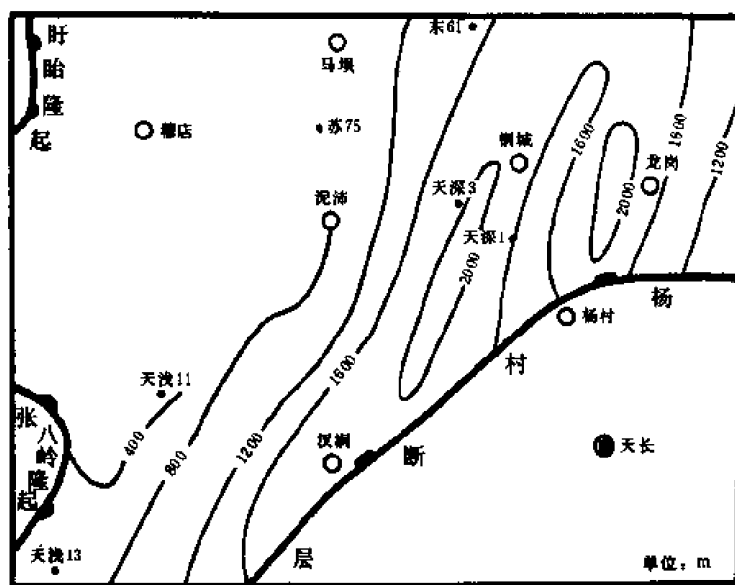 盱眙隆起
东61
马坝
穆店
苏75
泥沛
铜城
天深3
天深1
龙岗
1600
1600
1200
2000
2000
杨村
天浅11
400
800
1200
1600
汊涧
张八岭隆起
天长
天浅13
杨村断层
单位：m